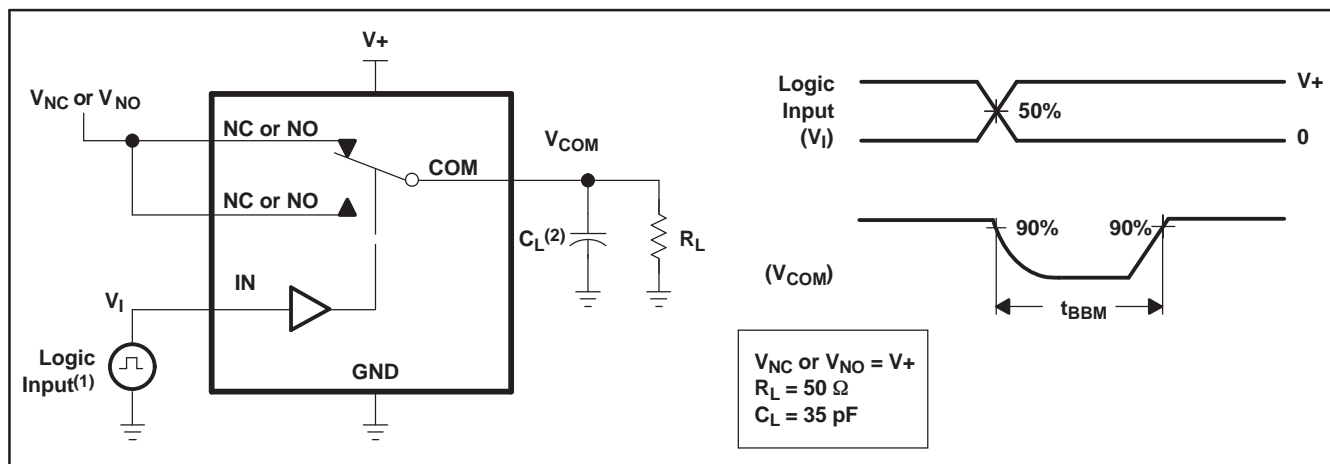 V+
VNC or VNO
NC or NO
VCOM
COM
NC or NO
CL(2)
RL
IN
VI
Logic
Input(1)
GND
Logic
Input
(VI)
V+
50%
0
90%
90%
(VCOM)
tBBM
VNC or VNO = V+
RL = 50 Ω
CL = 35 pF